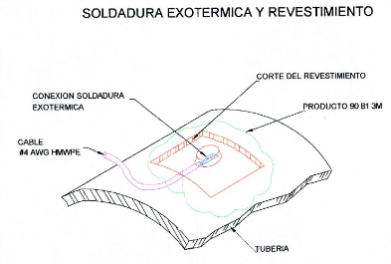 SOLDADURA EXOTERMICA Y REVESTIMIENTO
CORTE DEL REVESTIMIENTO
CONEXION SOLDADURA
EXOTERMICA
PRODUCTO 90 B1 3M
CABLE
#4 AWG HMWPE
TUBERIA